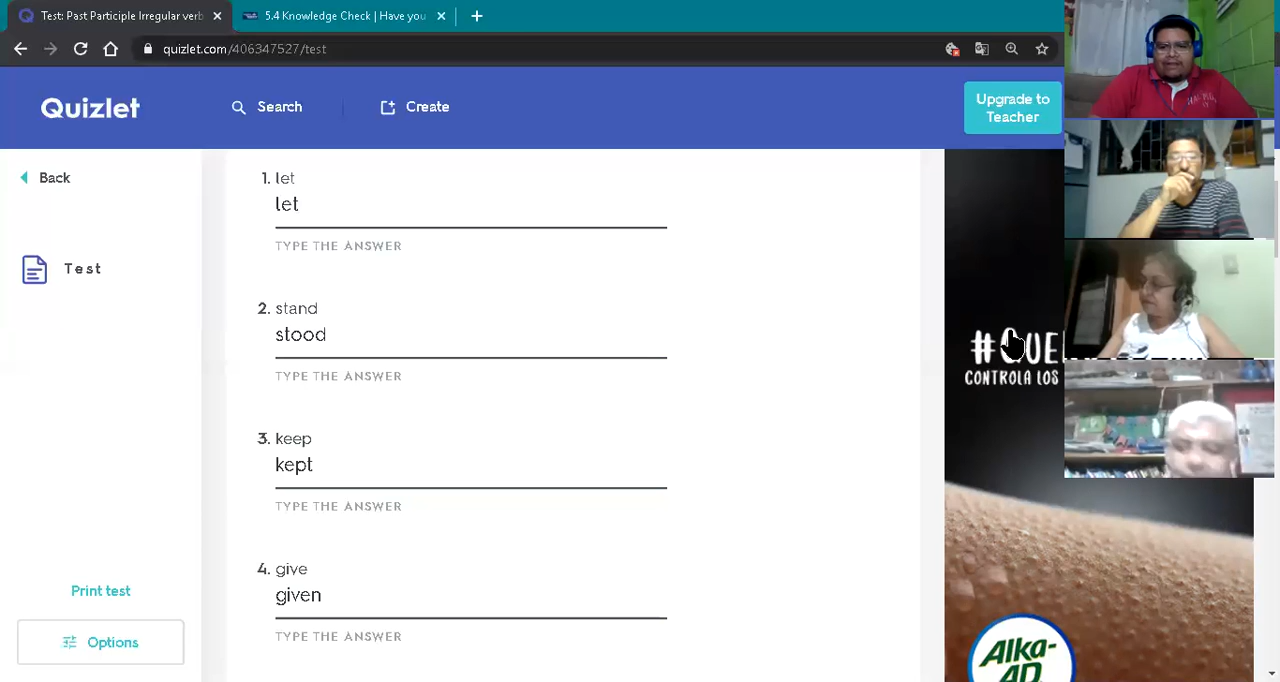 Test: Past Participle Irregular verb
5.4 Knowledge Check | Have you
quizlet.com/406347527/test
Quizlet
Search
Create
Upgrade to
Teacher
Back
Test
1. let
let
TYPE THE ANSWER
2. stand
stood
TYPE THE ANSWER
3. keep
kept
TYPE THE ANSWER
4. give
given
TYPE THE ANSWER
Print test
Options
#QUE
CONTROLA LOS
ALKA-
AD